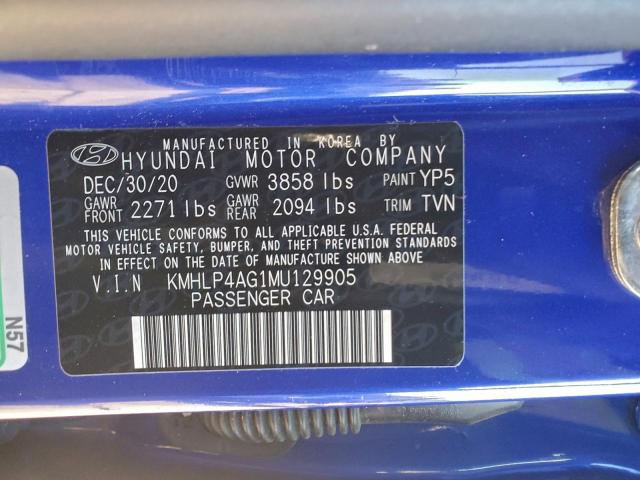 MANUFACTURED IN KOREA BY
HYUNDAI MOTOR COMPANY
DEC/30/20 GVWR 3858 lbs PAINT YP5
GAWR FRONT 2271 lbs GAWR REAR 2094 lbs TRIM TVN
THIS VEHICLE CONFORMS TO ALL APPLICABLE U.S.A. FEDERAL
MOTOR VEHICLE SAFETY, BUMPER, AND THEFT STANDARDS
IN EFFECT ON THE DATE OF MANUFACTURE SHOWN ABOVE
V.I.N KMHLP4AG1MU129905
PASSENGER CAR
N57